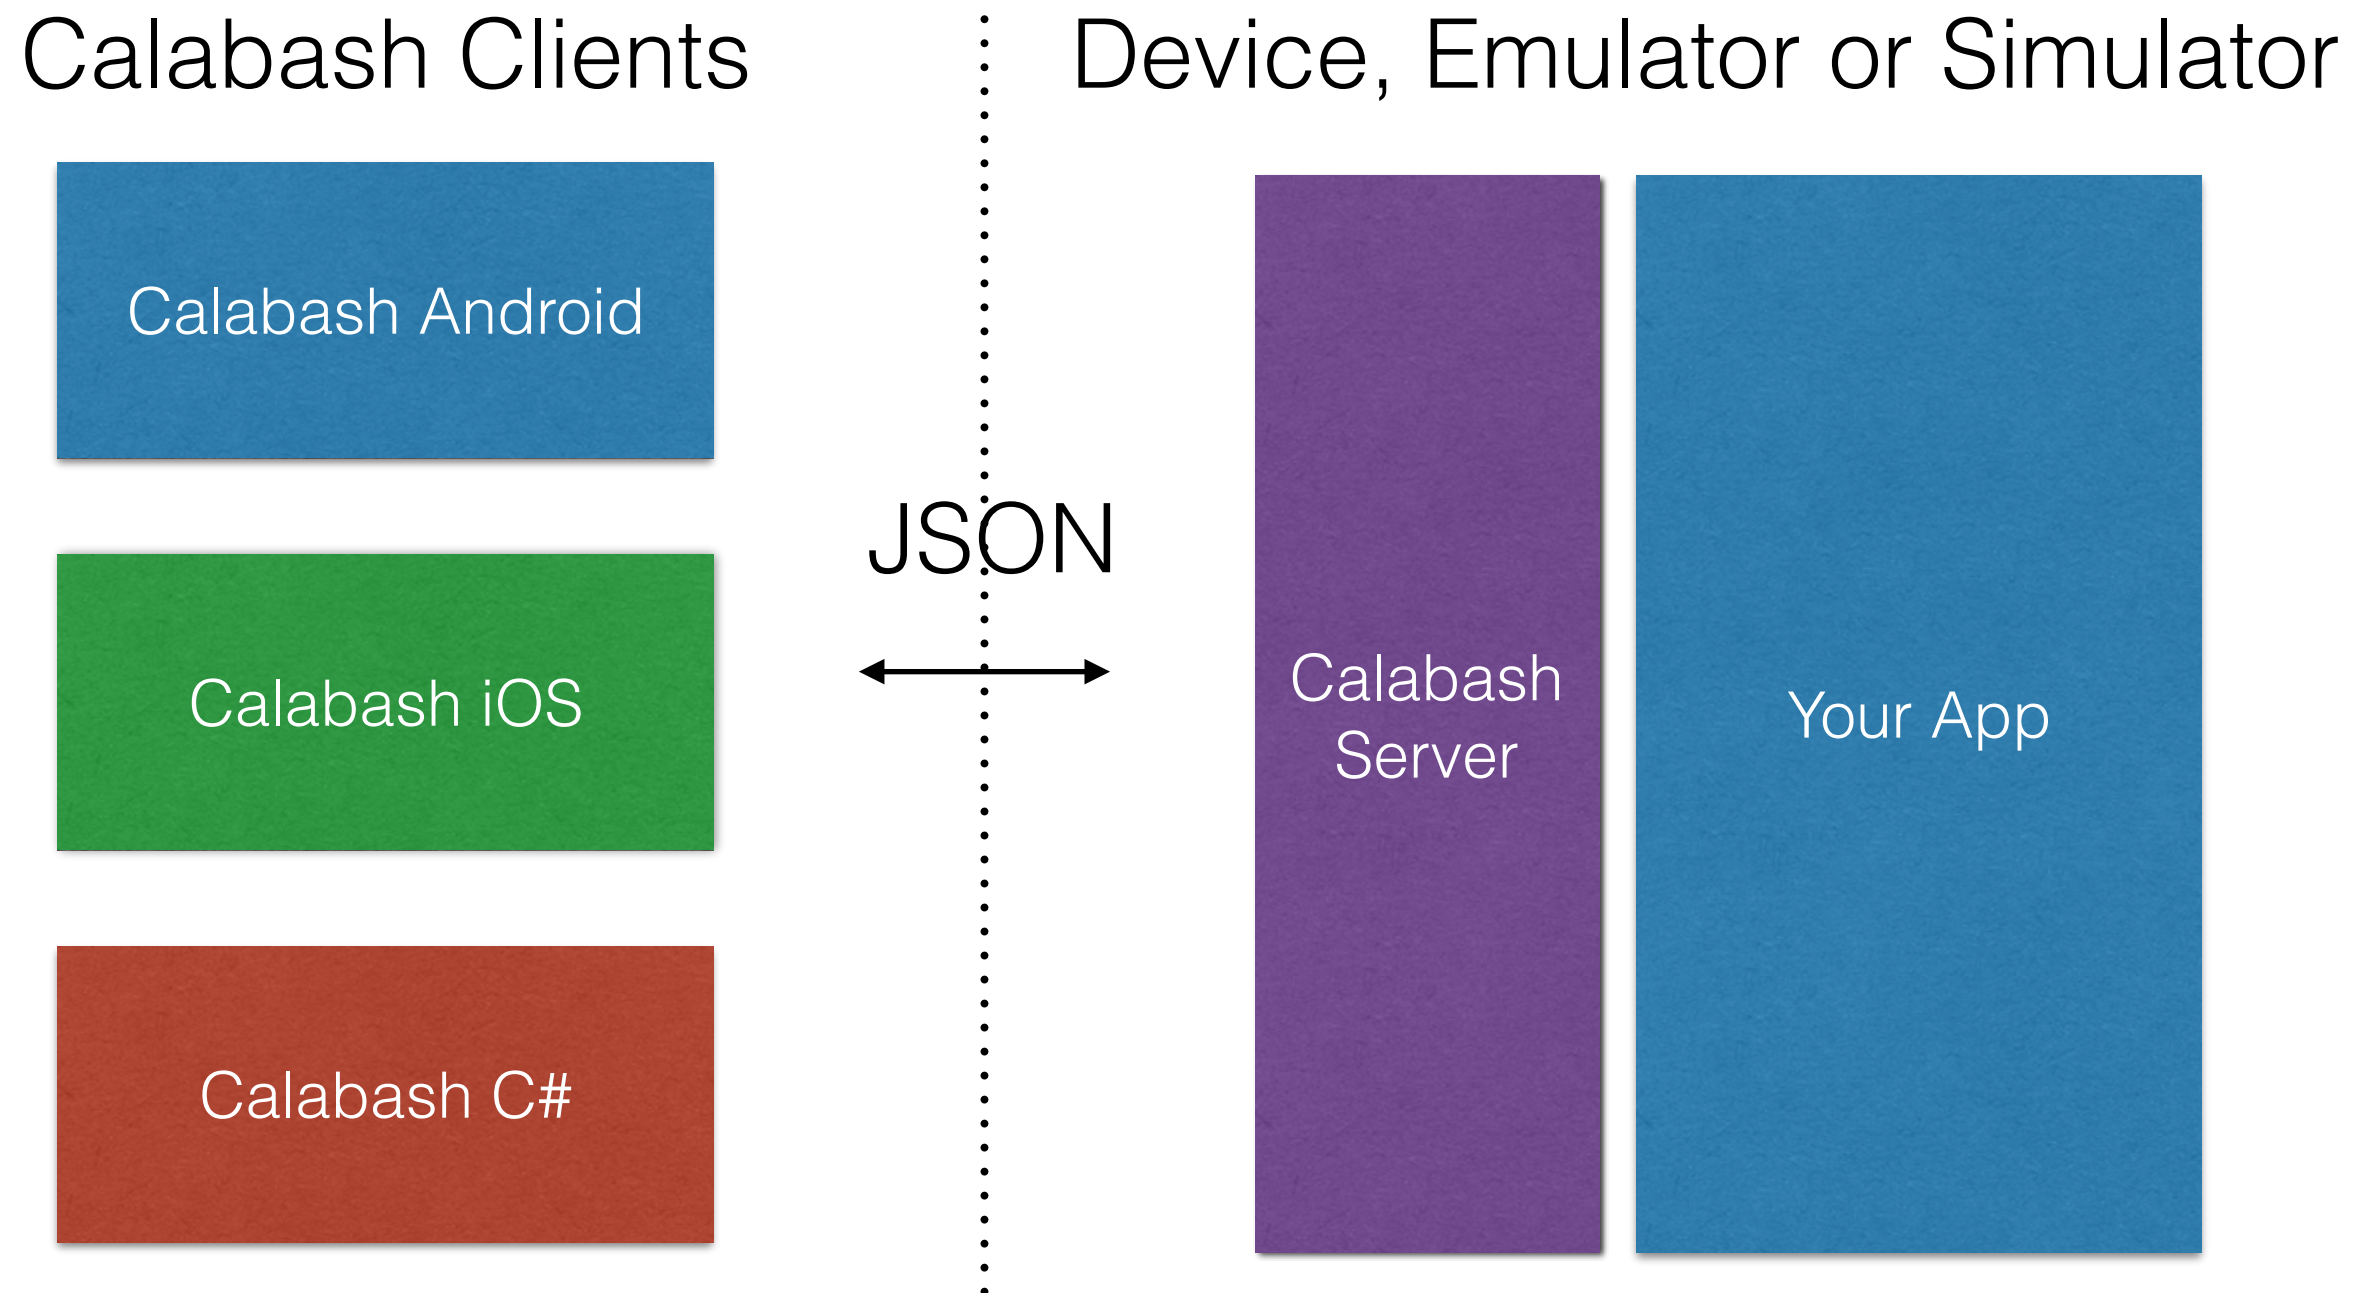 Calabash Clients
Device, Emulator or Simulator
Calabash Android
Calabash iOS
Calabash C#
JSON
Calabash
Server
Your App